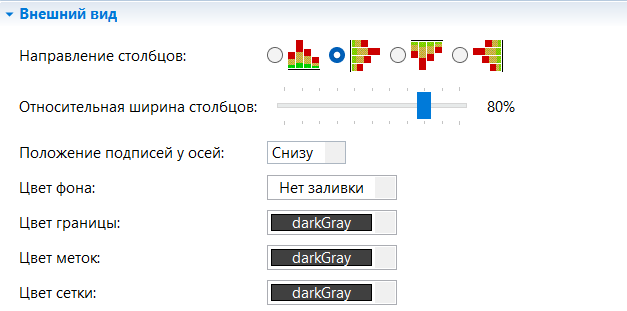 Внешний вид
Направление столбцов:
Относительная ширина столбцов: 80%
Положение подписей у осей: Снизу
Цвет фона: Нет заливки
Цвет границы: darkGray
Цвет меток: darkGray
Цвет сетки: darkGray